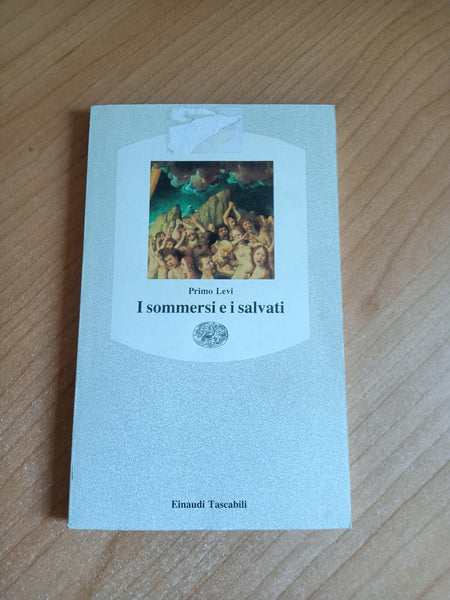 Primo Levi
I sommersi e i salvati
Einaudi Tascabili